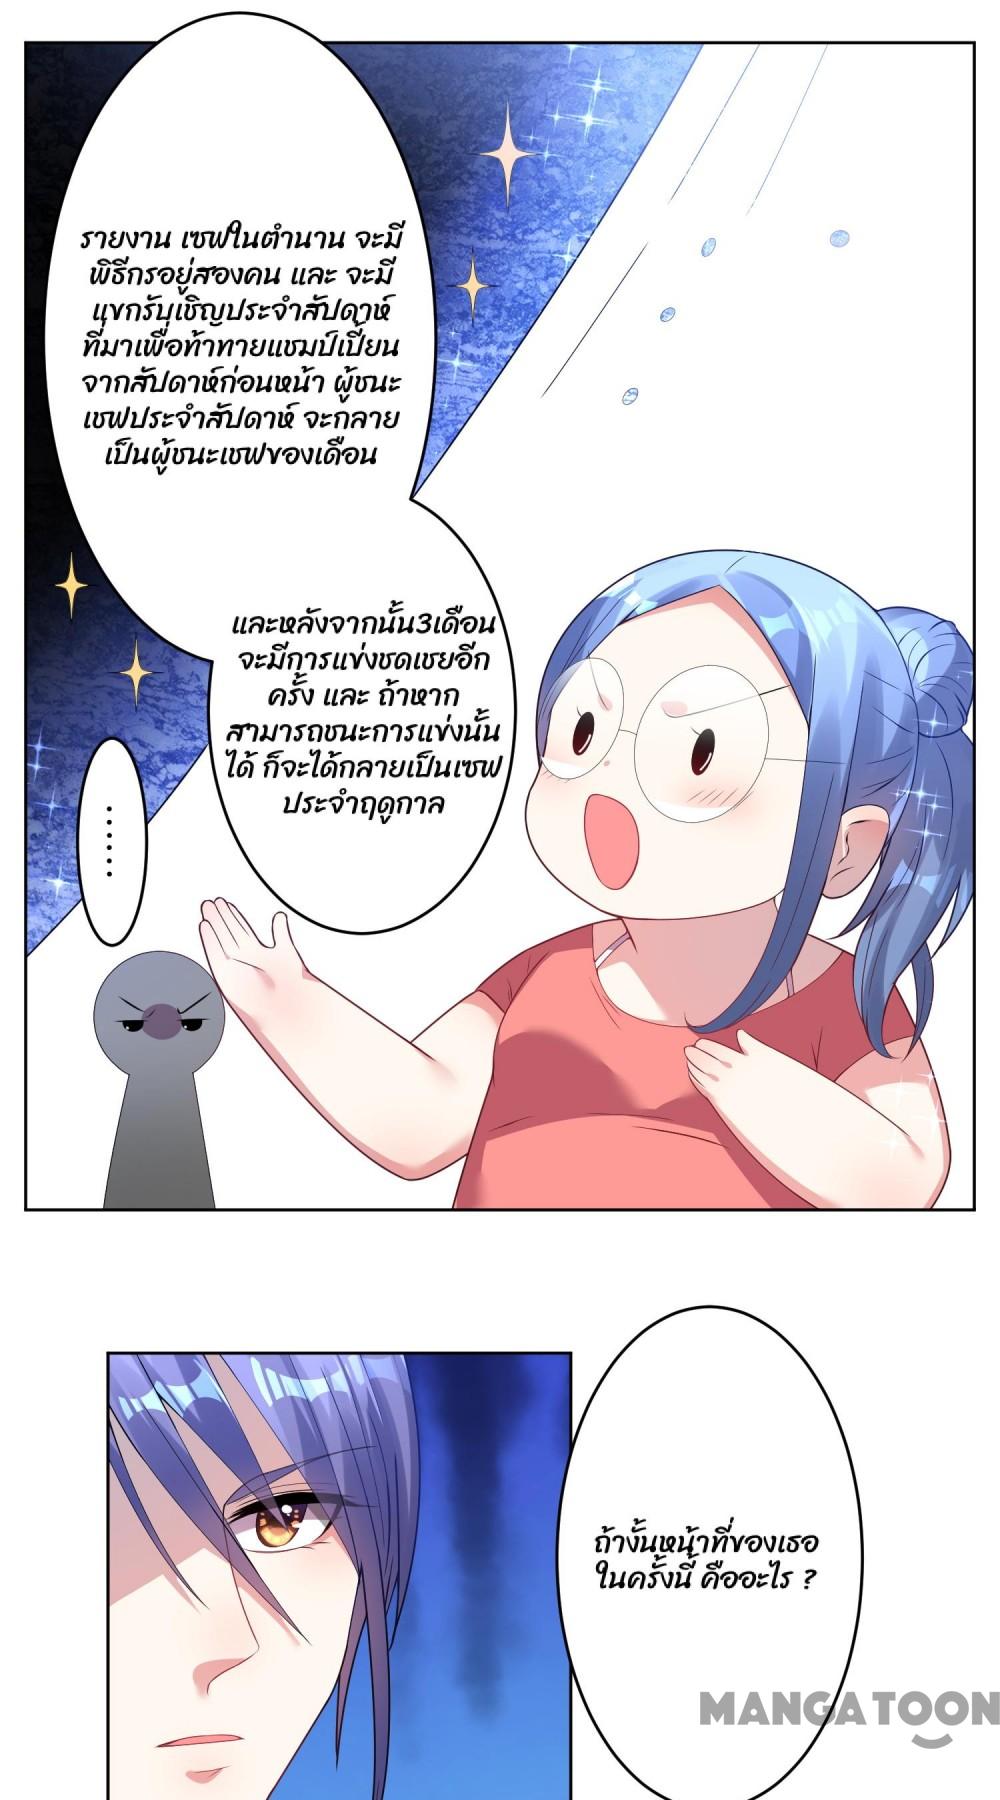 รายงาน เซฟในตำนาน จะมี
พิธีกรอยู่สองคน และ จะมี
แขกรับเชิญประจำสัปดาห์
ที่มาเพื่อท้าทายแชมป์เปี้ยน
จากสัปดาห์ก่อนหน้า ผู้ชนะ
เชฟประจำสัปดาห์ จะกลาย
เป็นผู้ชนะเชฟของเดือน
และหลังจากนั้น3เดือน
จะมีการแข่งชดเชยอีก
ครั้ง และ ถ้าหาก
สามารถชนะการแข่งนั้น
ได้ ก็จะได้กลายเป็นเซฟ
ประจำฤดูกาล
......
ถ้างั้นหน้าที่ของเธอ
ในครั้งนี้ คืออะไร ?
MANGATOON